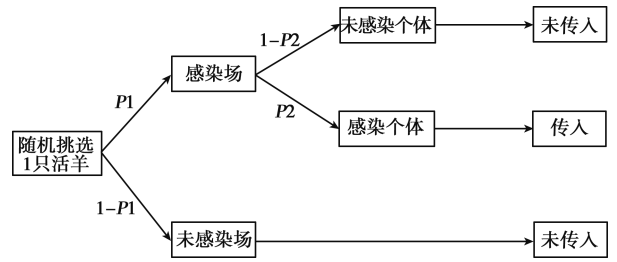 未感染个体
未传入
1-P2
感染场
P1
P2
感染个体
传入
随机挑选
1只活羊
1-P1
未感染场
未传入